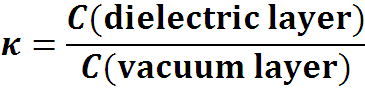 κ = C(dielectric layer)
C(vacuum layer)